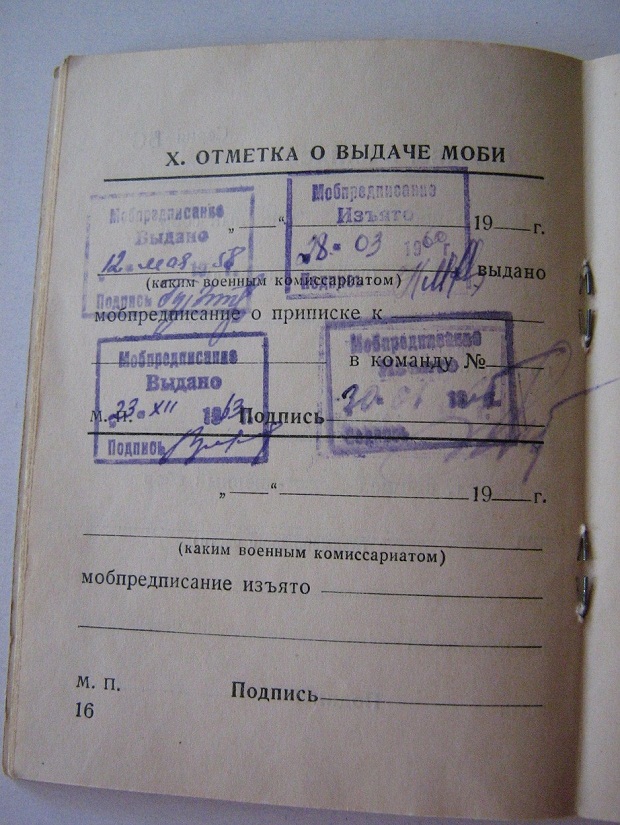 X. ОТМЕТКА О ВЫДАЧЕ МОБИ
Мобпредписание
Выдано
12 мая 1958
Подпись
Мобпредписание
Изъято
28 03 1960 г.
Подпись
„ “ 19 г.
выдано
(каким военным комиссариатом)
мобпредписание о приписке к
в команду №
Мобпредписание
Выдано
23 XII 1963
Подпись
Мобпредписание
М. П. Подпись
„ “ 19 г.
(каким военным комиссариатом)
мобпредписание изъято
М. П. Подпись
16